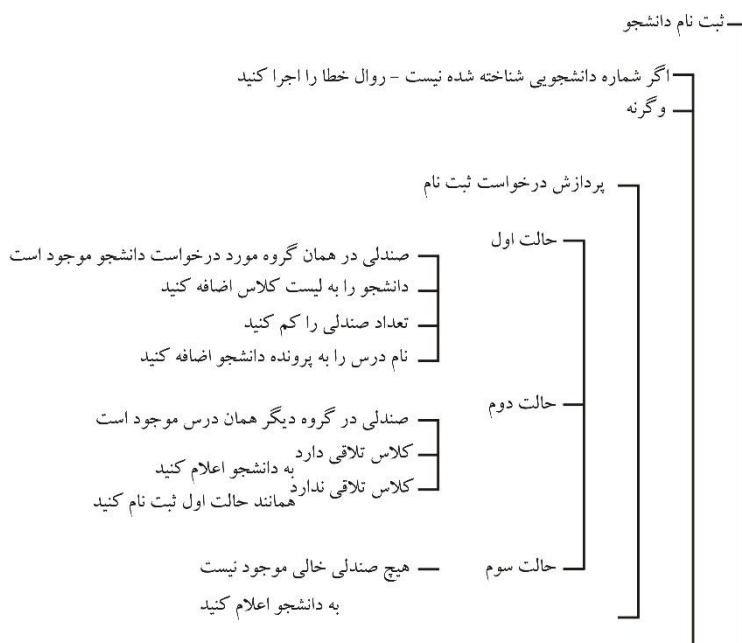 ثبت نام دانشجو
اگر شماره دانشجویی شناخته شده نیست – روال خطا را اجرا کنید
وگرنه
پردازش درخواست ثبت نام
حالت اول
صندلی در همان گروه مورد درخواست دانشجو موجود است
دانشجو را به لیست کلاس اضافه کنید
تعداد صندلی را کم کنید
نام درس را به پرونده دانشجو اضافه کنید
حالت دوم
صندلی در گروه دیگر همان درس موجود است
کلاس تلاقی دارد
به دانشجو اعلام کنید
کلاس تلاقی ندارد
همانند حالت اول ثبت نام کنید
حالت سوم
هیچ صندلی خالی موجود نیست
به دانشجو اعلام کنید